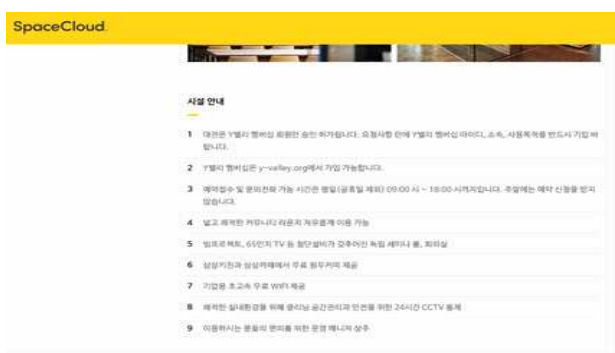 SpaceCloud.
시설 안내
1 대관은 Y밸리 멤버십 회원만 승인 허가됩니다. 요청사항 란에 Y밸리 멤버십 아이디, 소속, 사용목적을 반드시 기입 바
랍니다.
2 Y밸리 멤버십은 y-valley.org에서 가입 가능합니다.
3 예약접수 및 문의전화 가능 시간은 평일(공휴일 제외) 09:00 시 ~ 18:00 시까지입니다. 주말에는 예약 신청을 받지
않습니다.
4 넓고 쾌적한 커뮤니티 라운지 자유롭게 이용 가능
5 빔프로젝트, 65인치 TV 등 첨단설비가 갖추어진 독립 세미나 룸, 회의실
6 상상키친과 상상카페에서 무료 원두커피 제공
7 기업용 초고속 무료 WIFI 제공
8 쾌적한 실내환경을 위해 클리닝 공간관리과 안전을 위한 24시간 CCTV 통제
9 이용하시는 분들의 편의를 위한 운영 매니저 상주